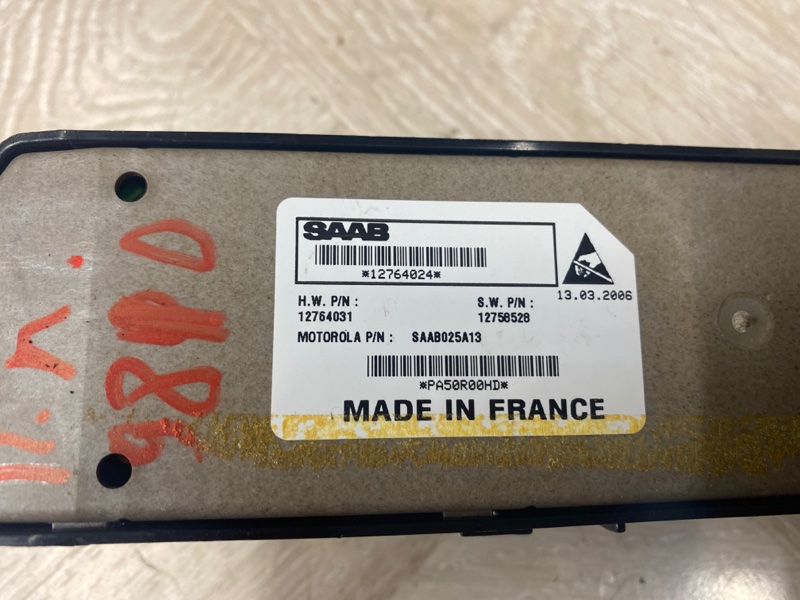 SAAB
*12764024*
13.03.2006
H.W. P/N : S.W. P/N :
12764031 12758528
MOTOROLA P/N : SAAB025A13
*PA50R00HD*
MADE IN FRANCE